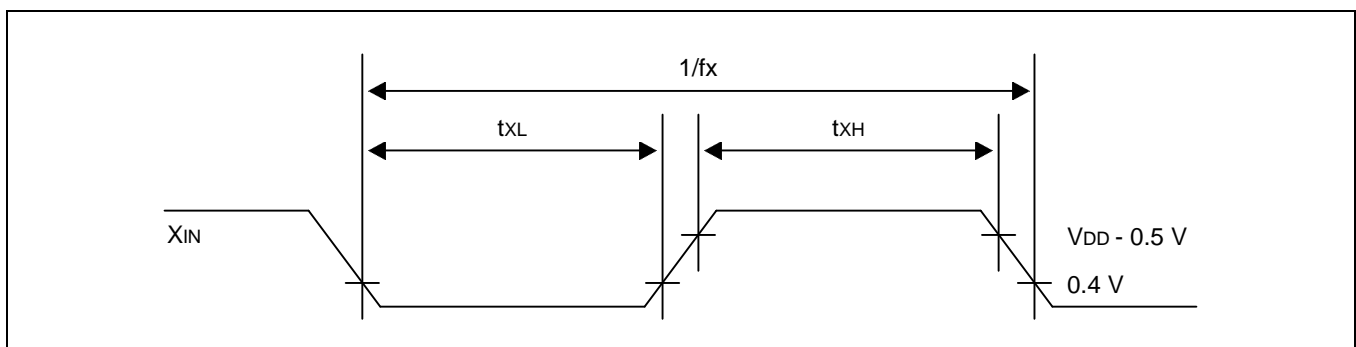 1/fx
tXL
tXH
XIN
VDD - 0.5 V
0.4 V